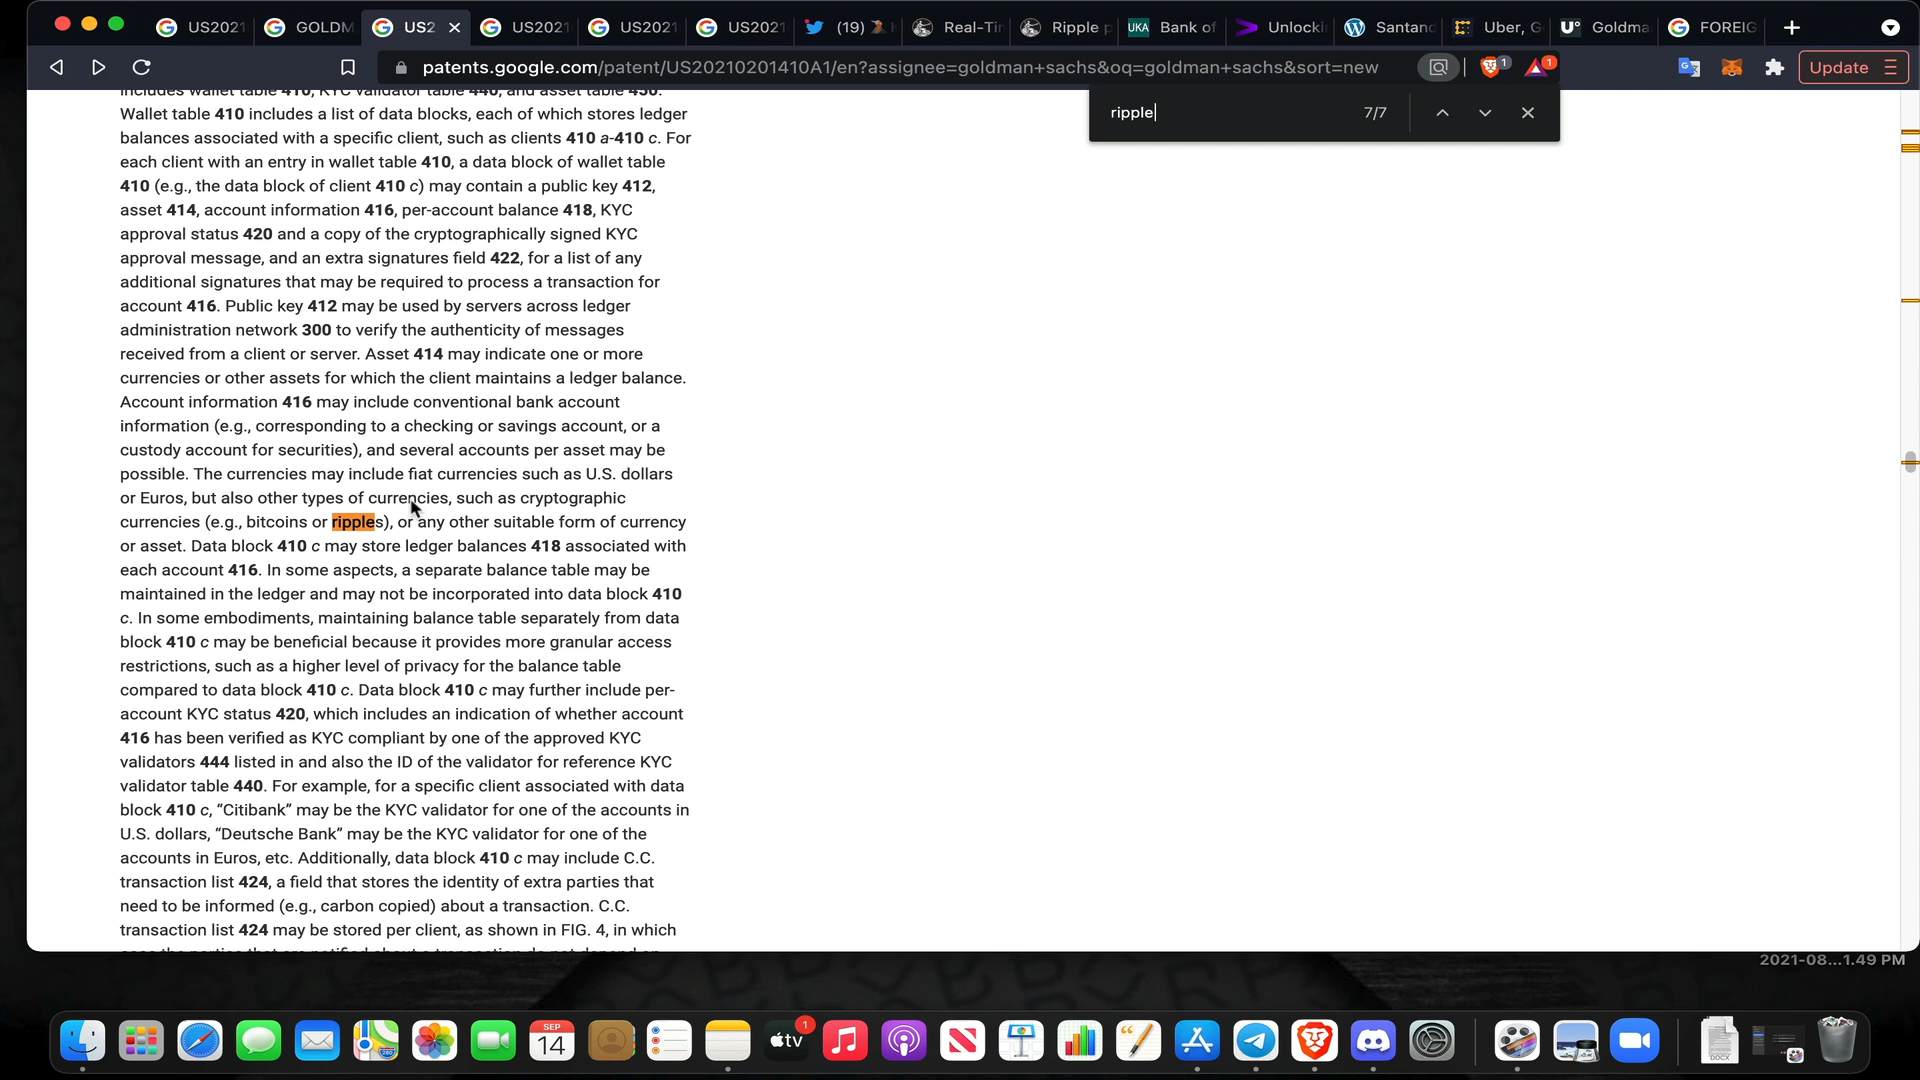 US2021
GOLDM
US2
US2021
US2021
US2021
(19)
Real-Tir
Ripple p
UKA
Bank of
Unlocki
Santan
Uber, G
U°
Goldma
FOREIG
patents.google.com/patent/US20210201410A1/en?assignee=goldman+sachs&oq=goldman+sachs&sort=new
1
1
Update
ripple
7/7
includes wallet table 410, KYC validator table 440, and asset table 450.
Wallet table 410 includes a list of data blocks, each of which stores ledger
balances associated with a specific client, such as clients 410 a-410 c. For
each client with an entry in wallet table 410, a data block of wallet table
410 (e.g., the data block of client 410 c) may contain a public key 412,
asset 414, account information 416, per-account balance 418, KYC
approval status 420 and a copy of the cryptographically signed KYC
approval message, and an extra signatures field 422, for a list of any
additional signatures that may be required to process a transaction for
account 416. Public key 412 may be used by servers across ledger
administration network 300 to verify the authenticity of messages
received from a client or server. Asset 414 may indicate one or more
currencies or other assets for which the client maintains a ledger balance.
Account information 416 may include conventional bank account
information (e.g., corresponding to a checking or savings account, or a
custody account for securities), and several accounts per asset may be
possible. The currencies may include fiat currencies such as U.S. dollars
or Euros, but also other types of currencies, such as cryptographic
currencies (e.g., bitcoins or ripples), or any other suitable form of currency
or asset. Data block 410 c may store ledger balances 418 associated with
each account 416. In some aspects, a separate balance table may be
maintained in the ledger and may not be incorporated into data block 410
c. In some embodiments, maintaining balance table separately from data
block 410 c may be beneficial because it provides more granular access
restrictions, such as a higher level of privacy for the balance table
compared to data block 410 c. Data block 410 c may further include per-
account KYC status 420, which includes an indication of whether account
416 has been verified as KYC compliant by one of the approved KYC
validators 444 listed in and also the ID of the validator for reference KYC
validator table 440. For example, for a specific client associated with data
block 410 c, “Citibank” may be the KYC validator for one of the accounts in
U.S. dollars, “Deutsche Bank” may be the KYC validator for one of the
accounts in Euros, etc. Additionally, data block 410 c may include C.C.
transaction list 424, a field that stores the identity of extra parties that
need to be informed (e.g., carbon copied) about a transaction. C.C.
transaction list 424 may be stored per client, as shown in FIG. 4, in which
2021-08...1.49 PM
SEP
14
tv
1
DOCX